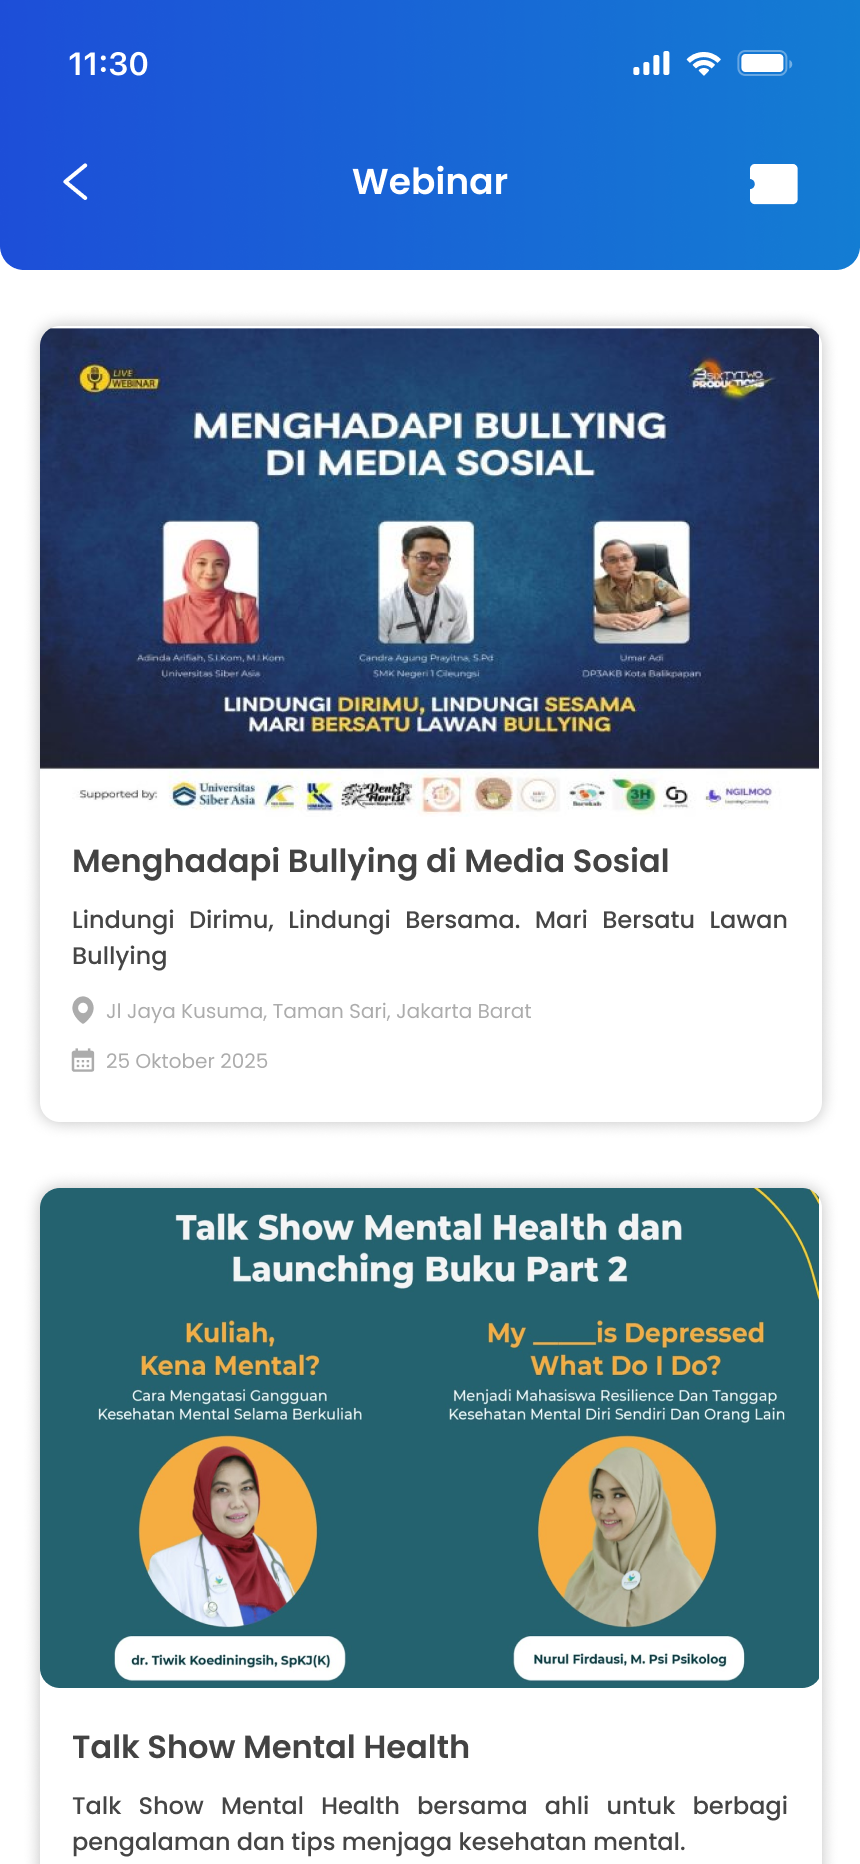 11:30
Webinar
LIVE
WEBINAR
3SIXTYTWO
PRODUCTIONS
MENGHADAPI BULLYING
DI MEDIA SOSIAL
Adinda Arifiah, S.I.Kom, M.I.Kom
Universitas Siber Asia
Candra Agung Prayitna, S.Pd
SMK Negeri 1 Cileungsi
Umar Adi
DP3AKB Kota Balikpapan
LINDUNGI DIRIMU, LINDUNGI SESAMA
MARI BERSATU LAWAN BULLYING
Supported by:
Universitas
Siber Asia
3H
NGILMOO
Menghadapi Bullying di Media Sosial
Lindungi Dirimu, Lindungi Bersama. Mari Bersatu Lawan
Bullying
Jl Jaya Kusuma, Taman Sari, Jakarta Barat
25 Oktober 2025
Talk Show Mental Health dan
Launching Buku Part 2
Kuliah,
Kena Mental?
Cara Mengatasi Gangguan
Kesehatan Mental Selama Berkuliah
My _____is Depressed
What Do I Do?
Menjadi Mahasiswa Resilience Dan Tanggap
Kesehatan Mental Diri Sendiri Dan Orang Lain
dr. Tiwik Koediningsih, SpKJ(K)
Nurul Firdausi, M. Psi Psikolog
Talk Show Mental Health
Talk Show Mental Health bersama ahli untuk berbagi
pengalaman dan tips menjaga kesehatan mental.